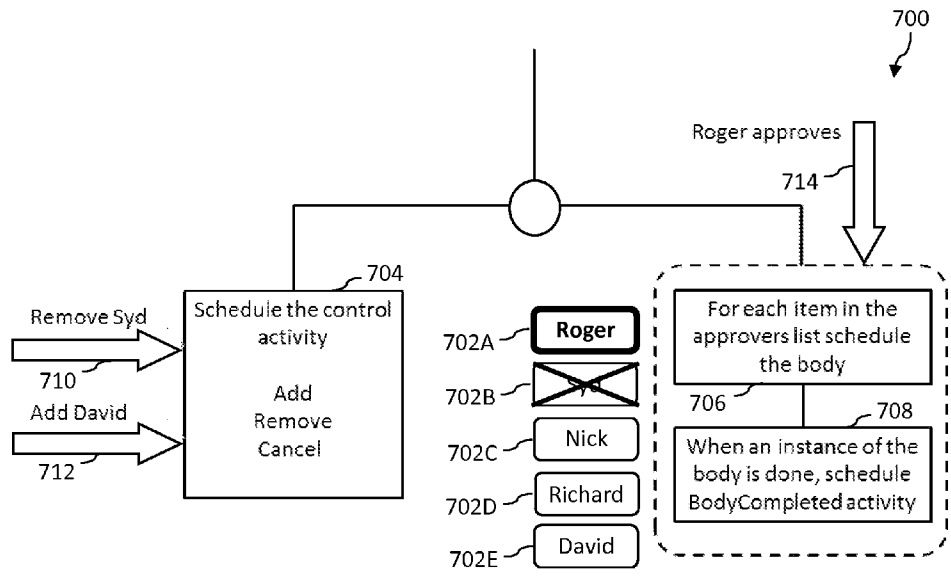 700
Roger approves
714
704
Schedule the control
activity
Add
Remove
Cancel
Remove Syd
710
Add David
712
702A
Roger
702B
702C
Nick
702D
Richard
702E
David
For each item in the
approvers list schedule
the body
706
708
When an instance of the
body is done, schedule
BodyCompleted activity